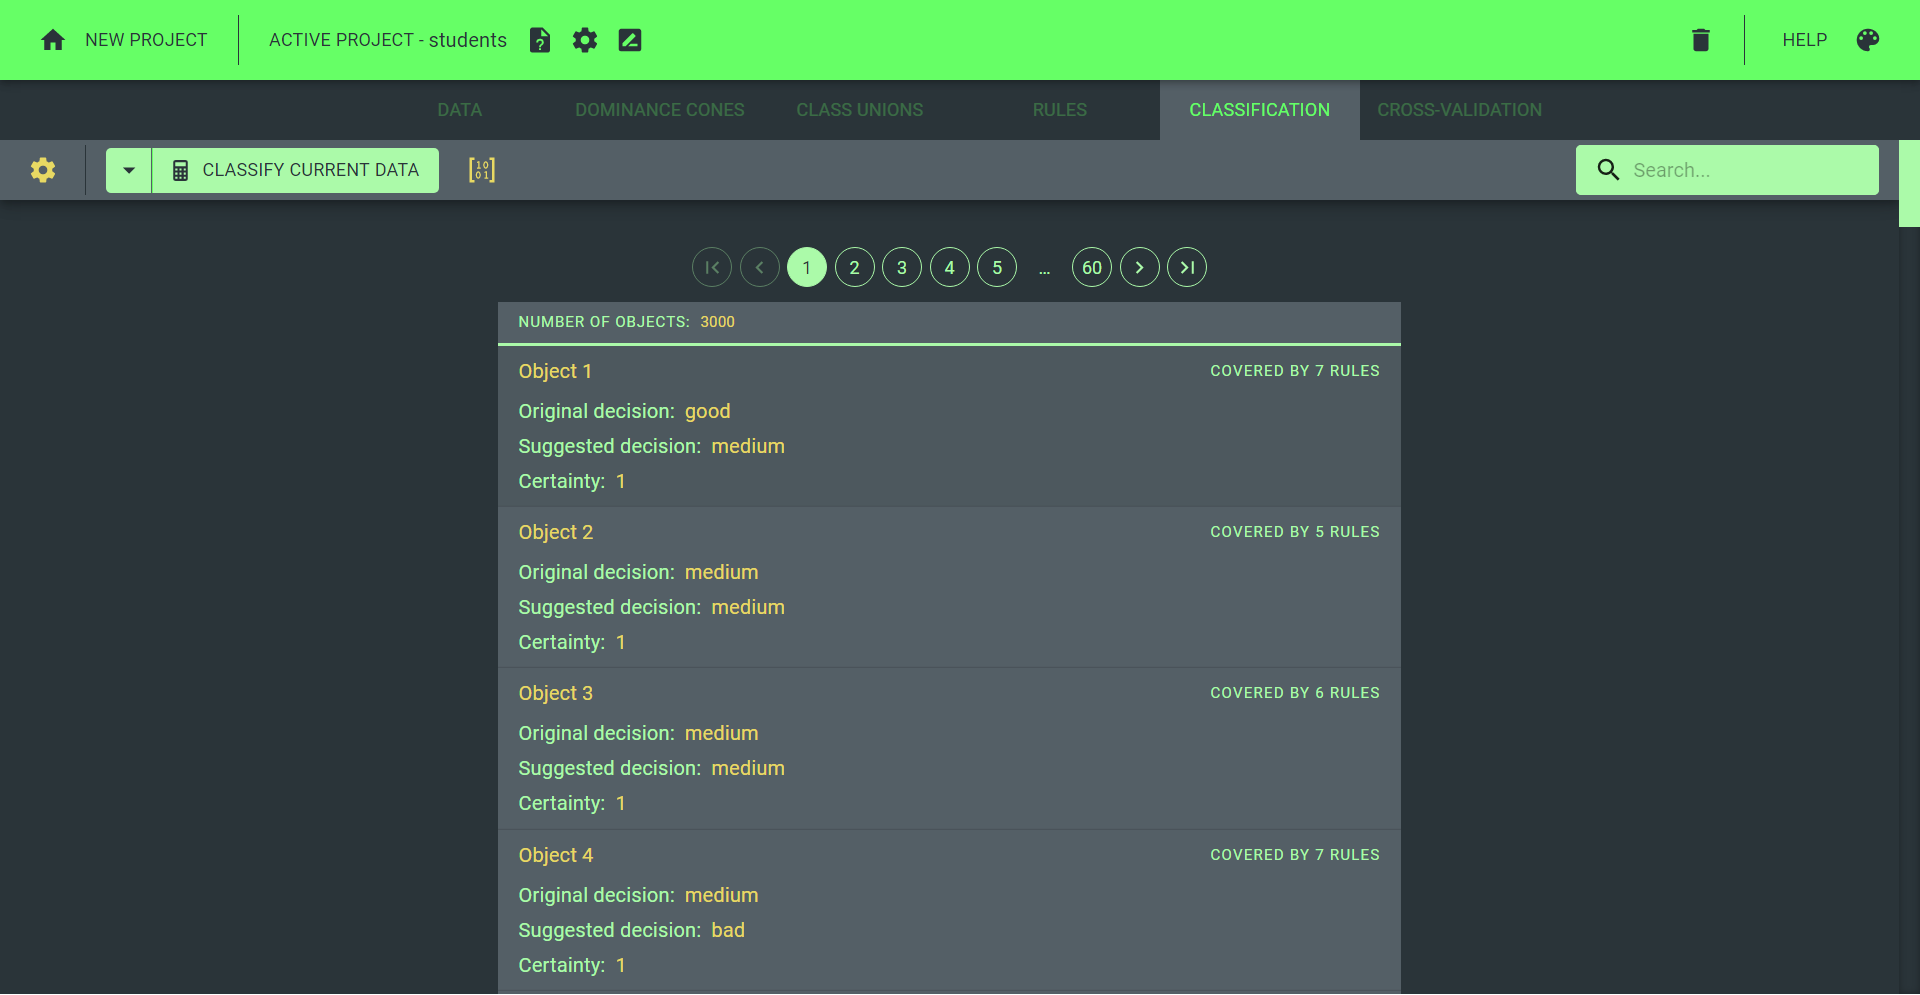 NEW PROJECT ACTIVE PROJECT - students HELP
DATA DOMINANCE CONES CLASS UNIONS RULES CLASSIFICATION CROSS-VALIDATION
CLASSIFY CURRENT DATA Search...
1 2 3 4 5 ... 60
NUMBER OF OBJECTS: 3000
Object 1 COVERED BY 7 RULES
Original decision: good
Suggested decision: medium
Certainty: 1
Object 2 COVERED BY 5 RULES
Original decision: medium
Suggested decision: medium
Certainty: 1
Object 3 COVERED BY 6 RULES
Original decision: medium
Suggested decision: medium
Certainty: 1
Object 4 COVERED BY 7 RULES
Original decision: medium
Suggested decision: bad
Certainty: 1